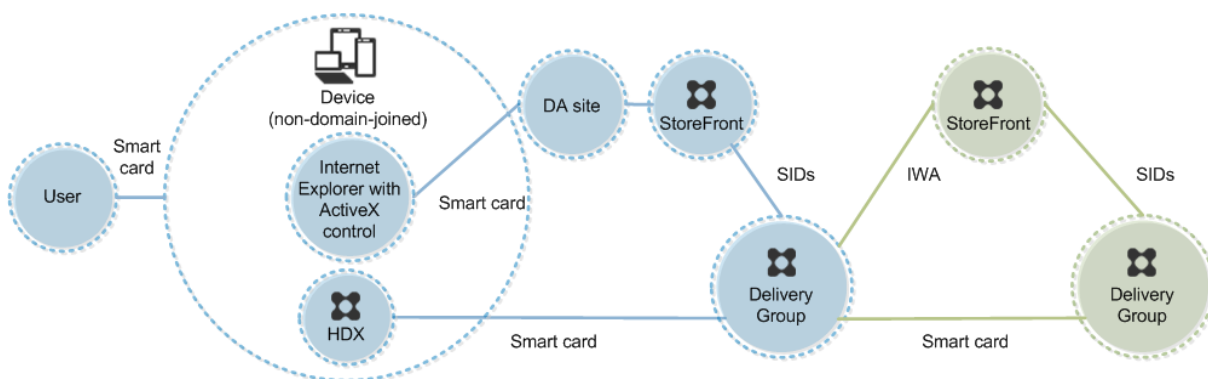 Device
(non-domain-joined)
DA site
StoreFront
StoreFront
Smart
card
User
Internet
Explorer with
ActiveX
control
Smart card
SIDs
IWA
SIDs
HDX
Delivery
Group
Delivery
Group
Smart card
Smart card